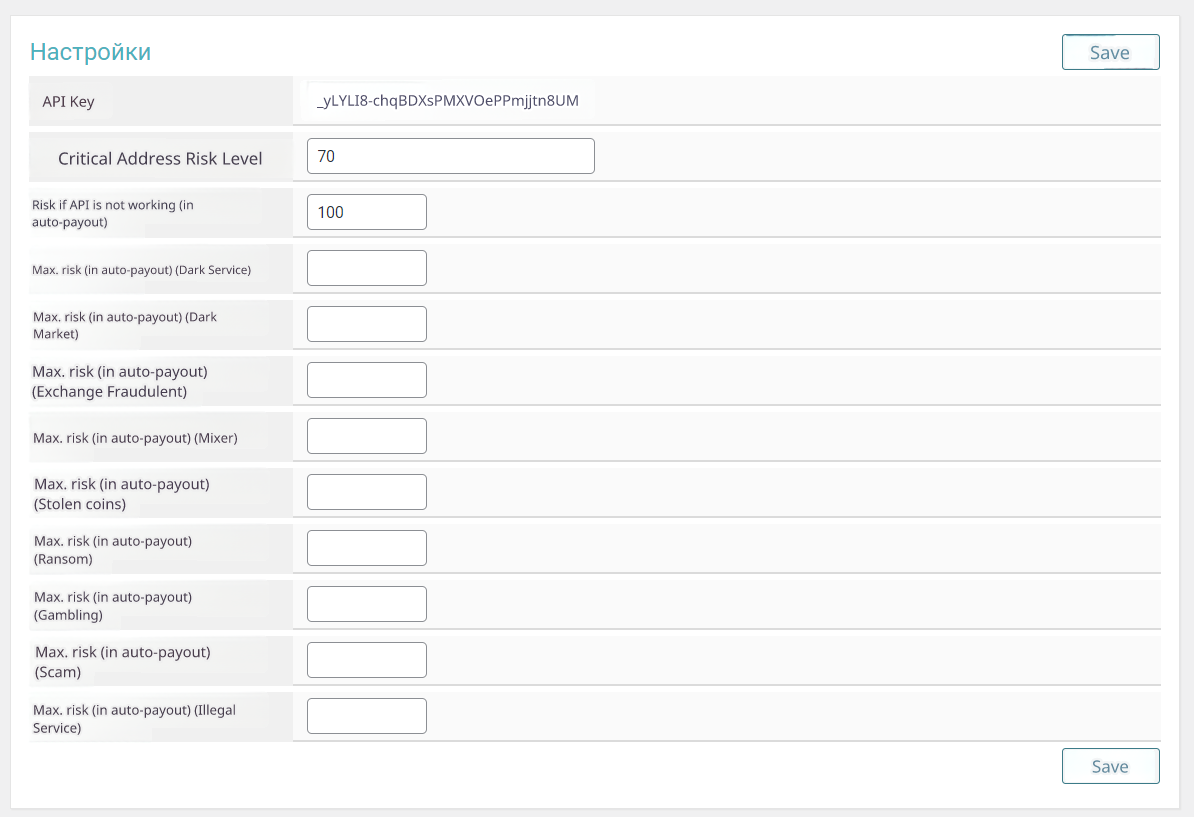 Настройки
Save
API Key
_yLYLI8-chqBDXsPMXVOePPmjjtn8UM
Critical Address Risk Level
70
Risk if API is not working (in
auto-payout)
100
Max. risk (in auto-payout) (Dark Service)
Max. risk (in auto-payout) (Dark
Market)
Max. risk (in auto-payout)
(Exchange Fraudulent)
Max. risk (in auto-payout) (Mixer)
Max. risk (in auto-payout)
(Stolen coins)
Max. risk (in auto-payout)
(Ransom)
Max. risk (in auto-payout)
(Gambling)
Max. risk (in auto-payout)
(Scam)
Max. risk (in auto-payout) (Illegal
Service)
Save